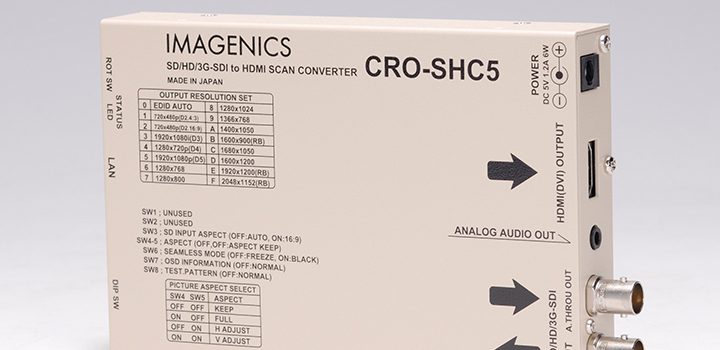 IMAGENICS
SD/HD/3G-SDI to HDMI SCAN CONVERTER CRO-SHC5
MADE IN JAPAN
OUTPUT RESOLUTION SET
0 EDID AUTO 8 1280x1024
1 720x480p(D2.4:3) 9 1366x768
2 720x480p(D2.16:9) A 1400x1050
3 1920x1080i(D3) B 1600x900(RB)
4 1280x720p(D4) C 1680x1050
5 1920x1080p(D5) D 1600x1200
6 1280x768 E 1920x1200(RB)
7 1280x800 F 2048x1152(RB)
SW1 ; UNUSED
SW2 ; UNUSED
SW3 ; SD INPUT ASPECT (OFF:AUTO, ON:16:9)
SW4-5 ; ASPECT (OFF,OFF:ASPECT KEEP)
SW6 ; SEAMLESS MODE (OFF:FREEZE, ON:BLACK)
SW7 ; OSD INFORMATION (OFF:NORMAL)
SW8 ; TEST.PATTERN (OFF:NORMAL)
PICTURE ASPECT SELECT
SW4 SW5 ASPECT
OFF OFF KEEP
ON ON FULL
OFF ON H ADJUST
ON OFF V ADJUST
ROT SW
STATUS
LED
LAN
DIP SW
POWER
DC 5V 1.2A 6W
HDMI(DVI) OUTPUT
ANALOG AUDIO OUT
A.THROU OUT
/HD/3G-SDI